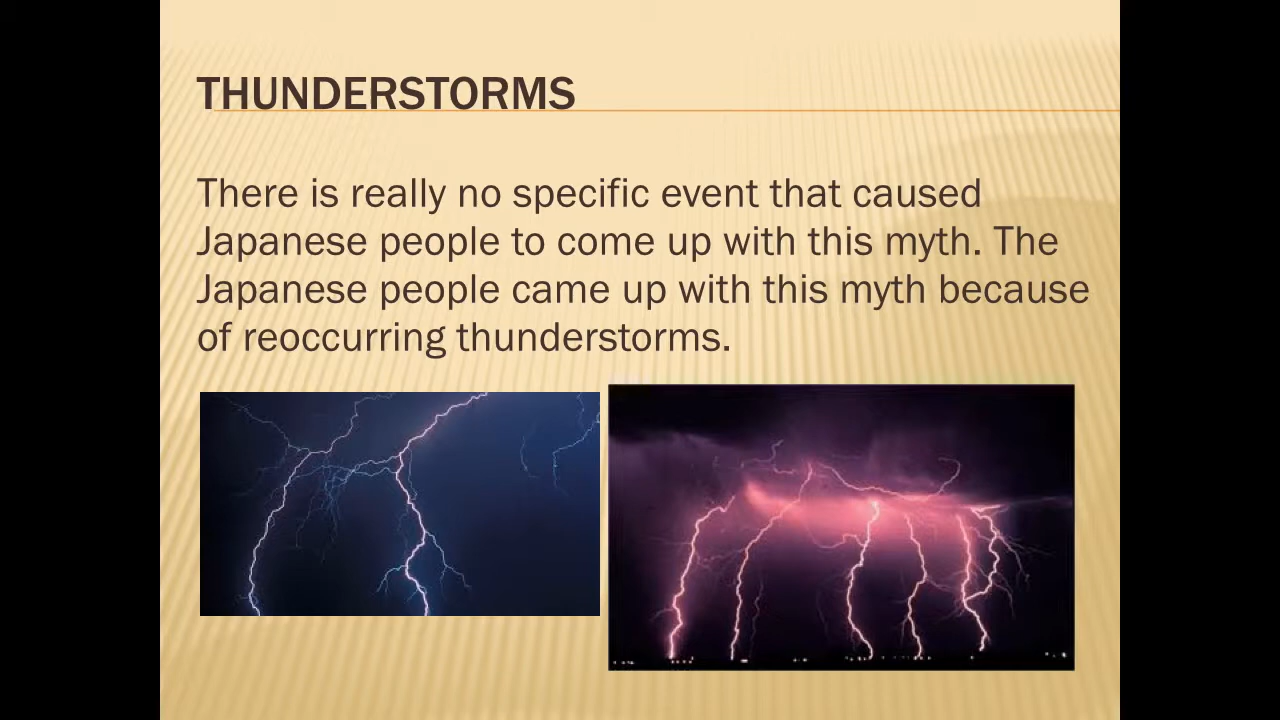 THUNDERSTORMS
There is really no specific event that caused
Japanese people to come up with this myth. The
Japanese people came up with this myth because
of reoccurring thunderstorms.